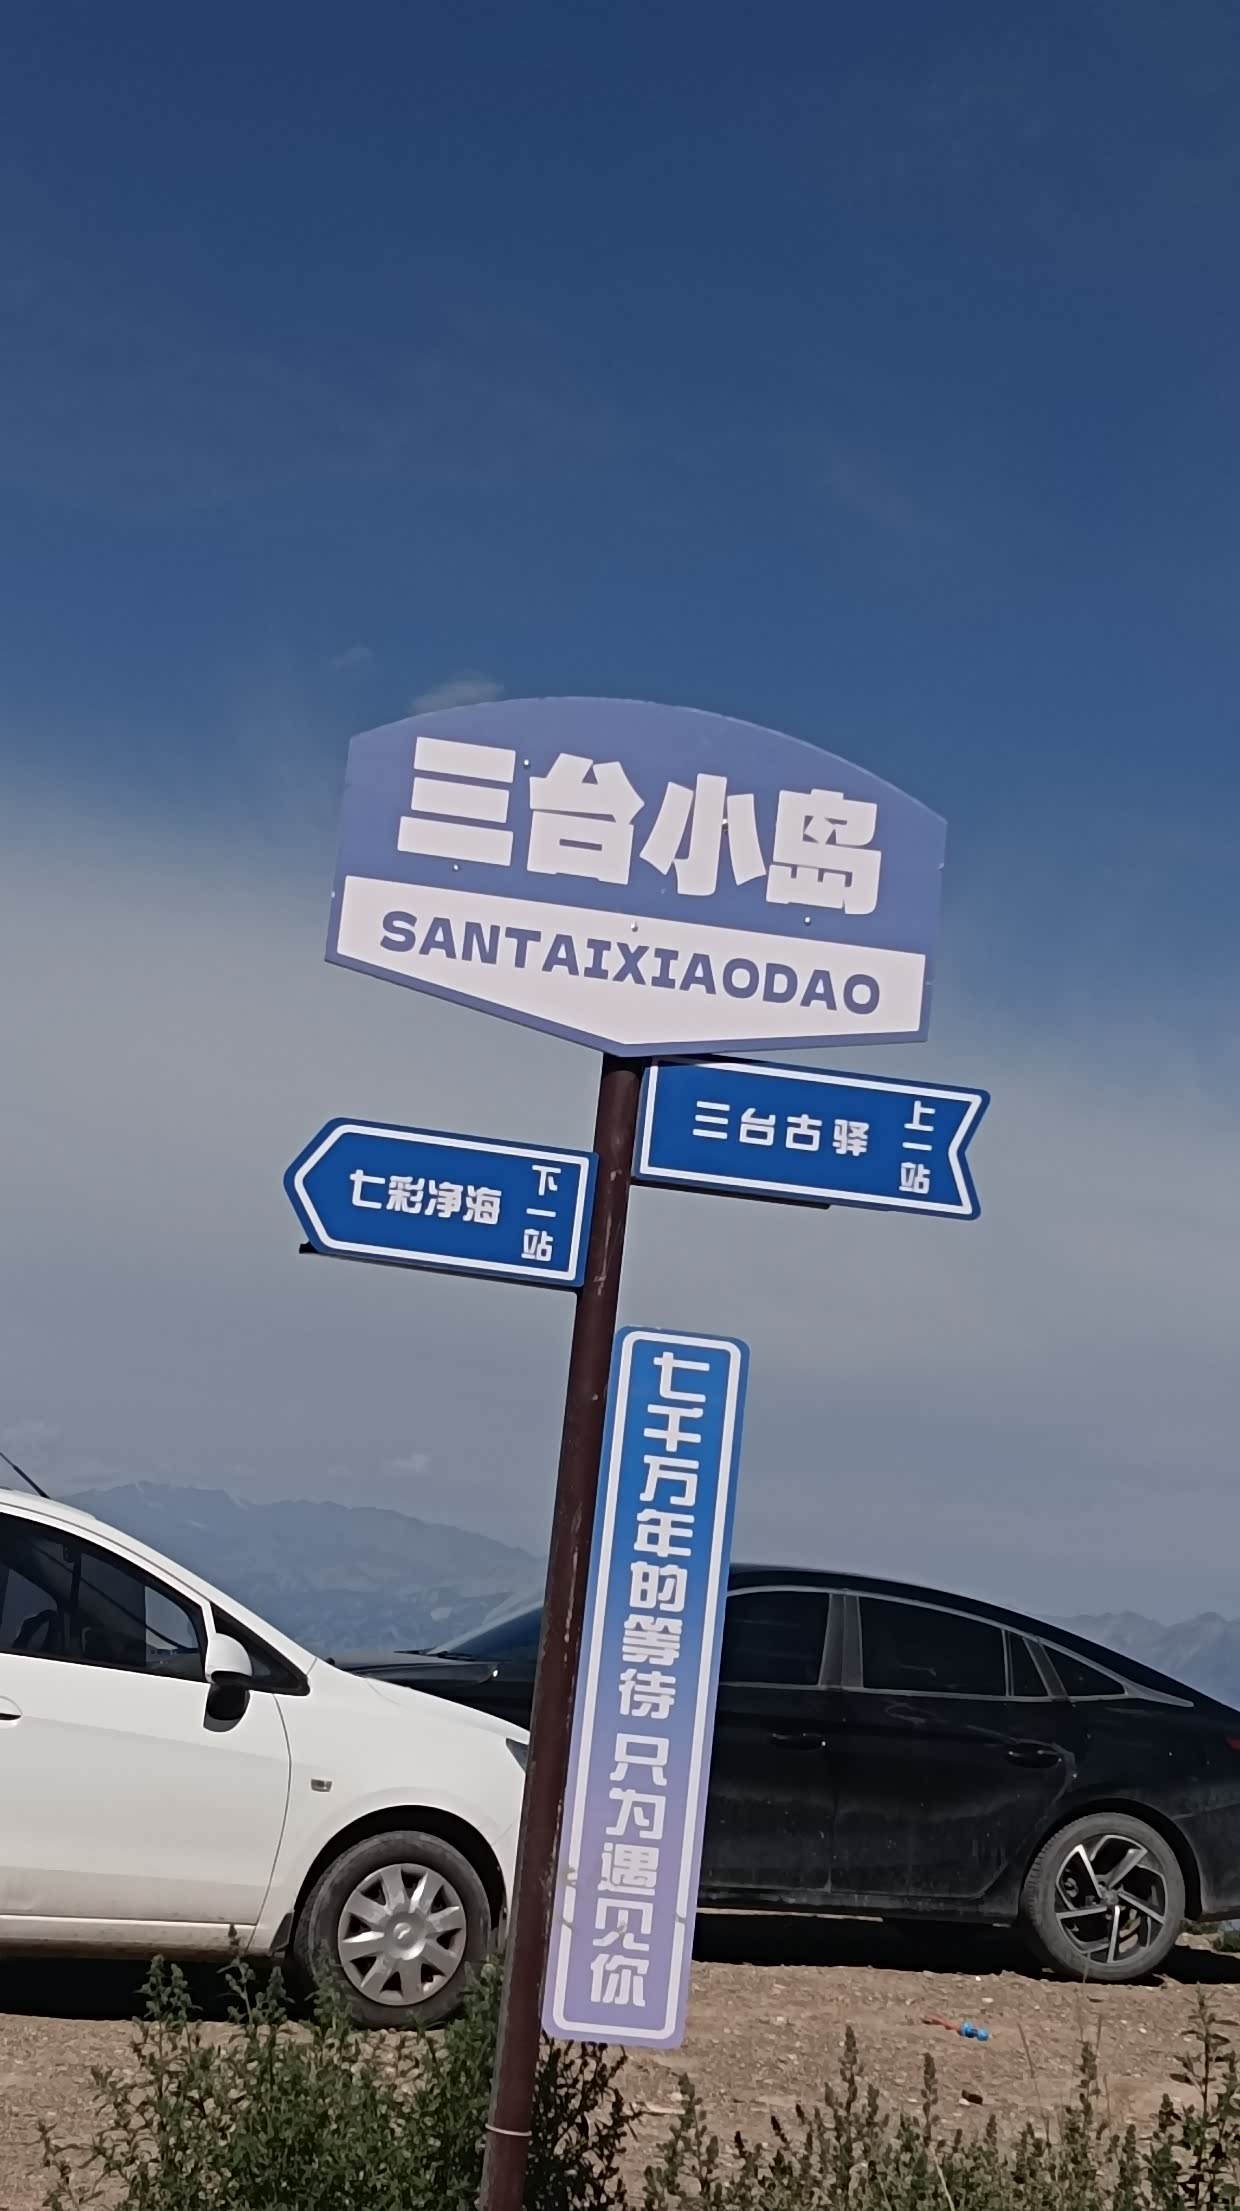 三台小岛
SANTAIXIAODAO
三台古驿
上一站
七彩净海
下一站
七千万年的等待 只为遇见你